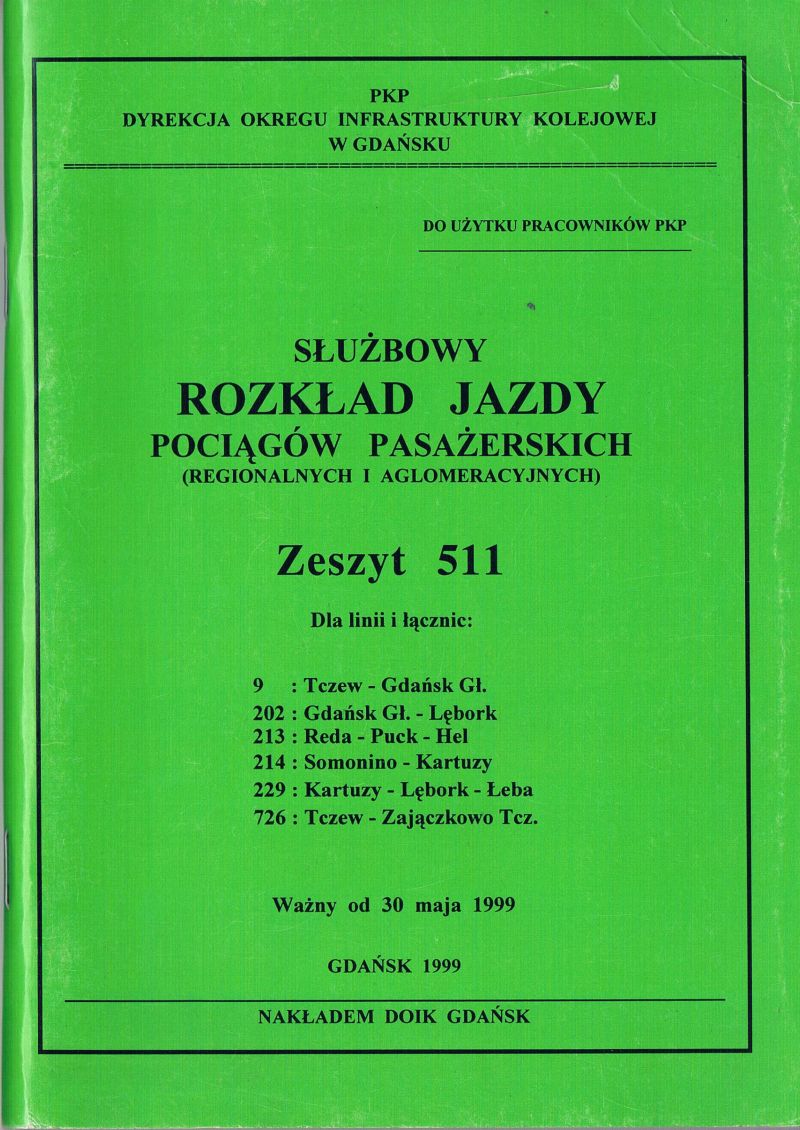 PKP
DYREKCJA OKREGU INFRASTRUKTURY KOLEJOWEJ
W GDAŃSKU
DO UŻYTKU PRACOWNIKÓW PKP
SŁUŻBOWY
ROZKŁAD JAZDY
POCIĄGÓW PASAŻERSKICH
(REGIONALNYCH I AGLOMERACYJNYCH)
Zeszyt 511
Dla linii i łącznic:
9 : Tczew - Gdańsk Gł.
202 : Gdańsk Gł. - Lębork
213 : Reda - Puck - Hel
214 : Somonino - Kartuzy
229 : Kartuzy - Lębork - Łeba
726 : Tczew - Zajączkowo Tcz.
Ważny od 30 maja 1999
GDAŃSK 1999
NAKŁADEM DOIK GDAŃSK